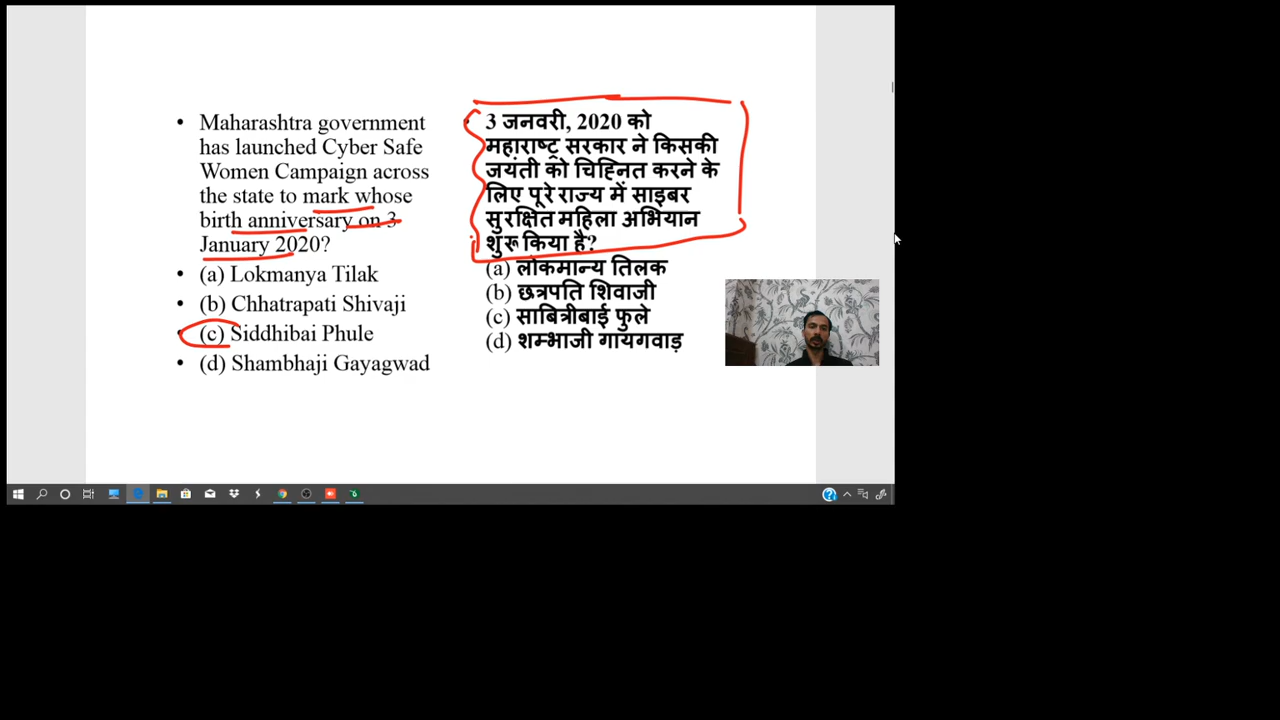 • Maharashtra government
has launched Cyber Safe
Women Campaign across
the state to mark whose
birth anniversary on 3
January 2020?
• (a) Lokmanya Tilak
• (b) Chhatrapati Shivaji
• (c) Siddhibai Phule
• (d) Shambhaji Gayagwad
• 3 जनवरी, 2020 को
महाराष्ट्र सरकार ने किसकी
जयंती को चिह्नित करने के
लिए पूरे राज्य में साइबर
सुरक्षित महिला अभियान
शुरू किया है?
(a) लोकमान्य तिलक
(b) छत्रपति शिवाजी
(c) साबित्रीबाई फुले
(d) शम्भाजी गायगवाड़